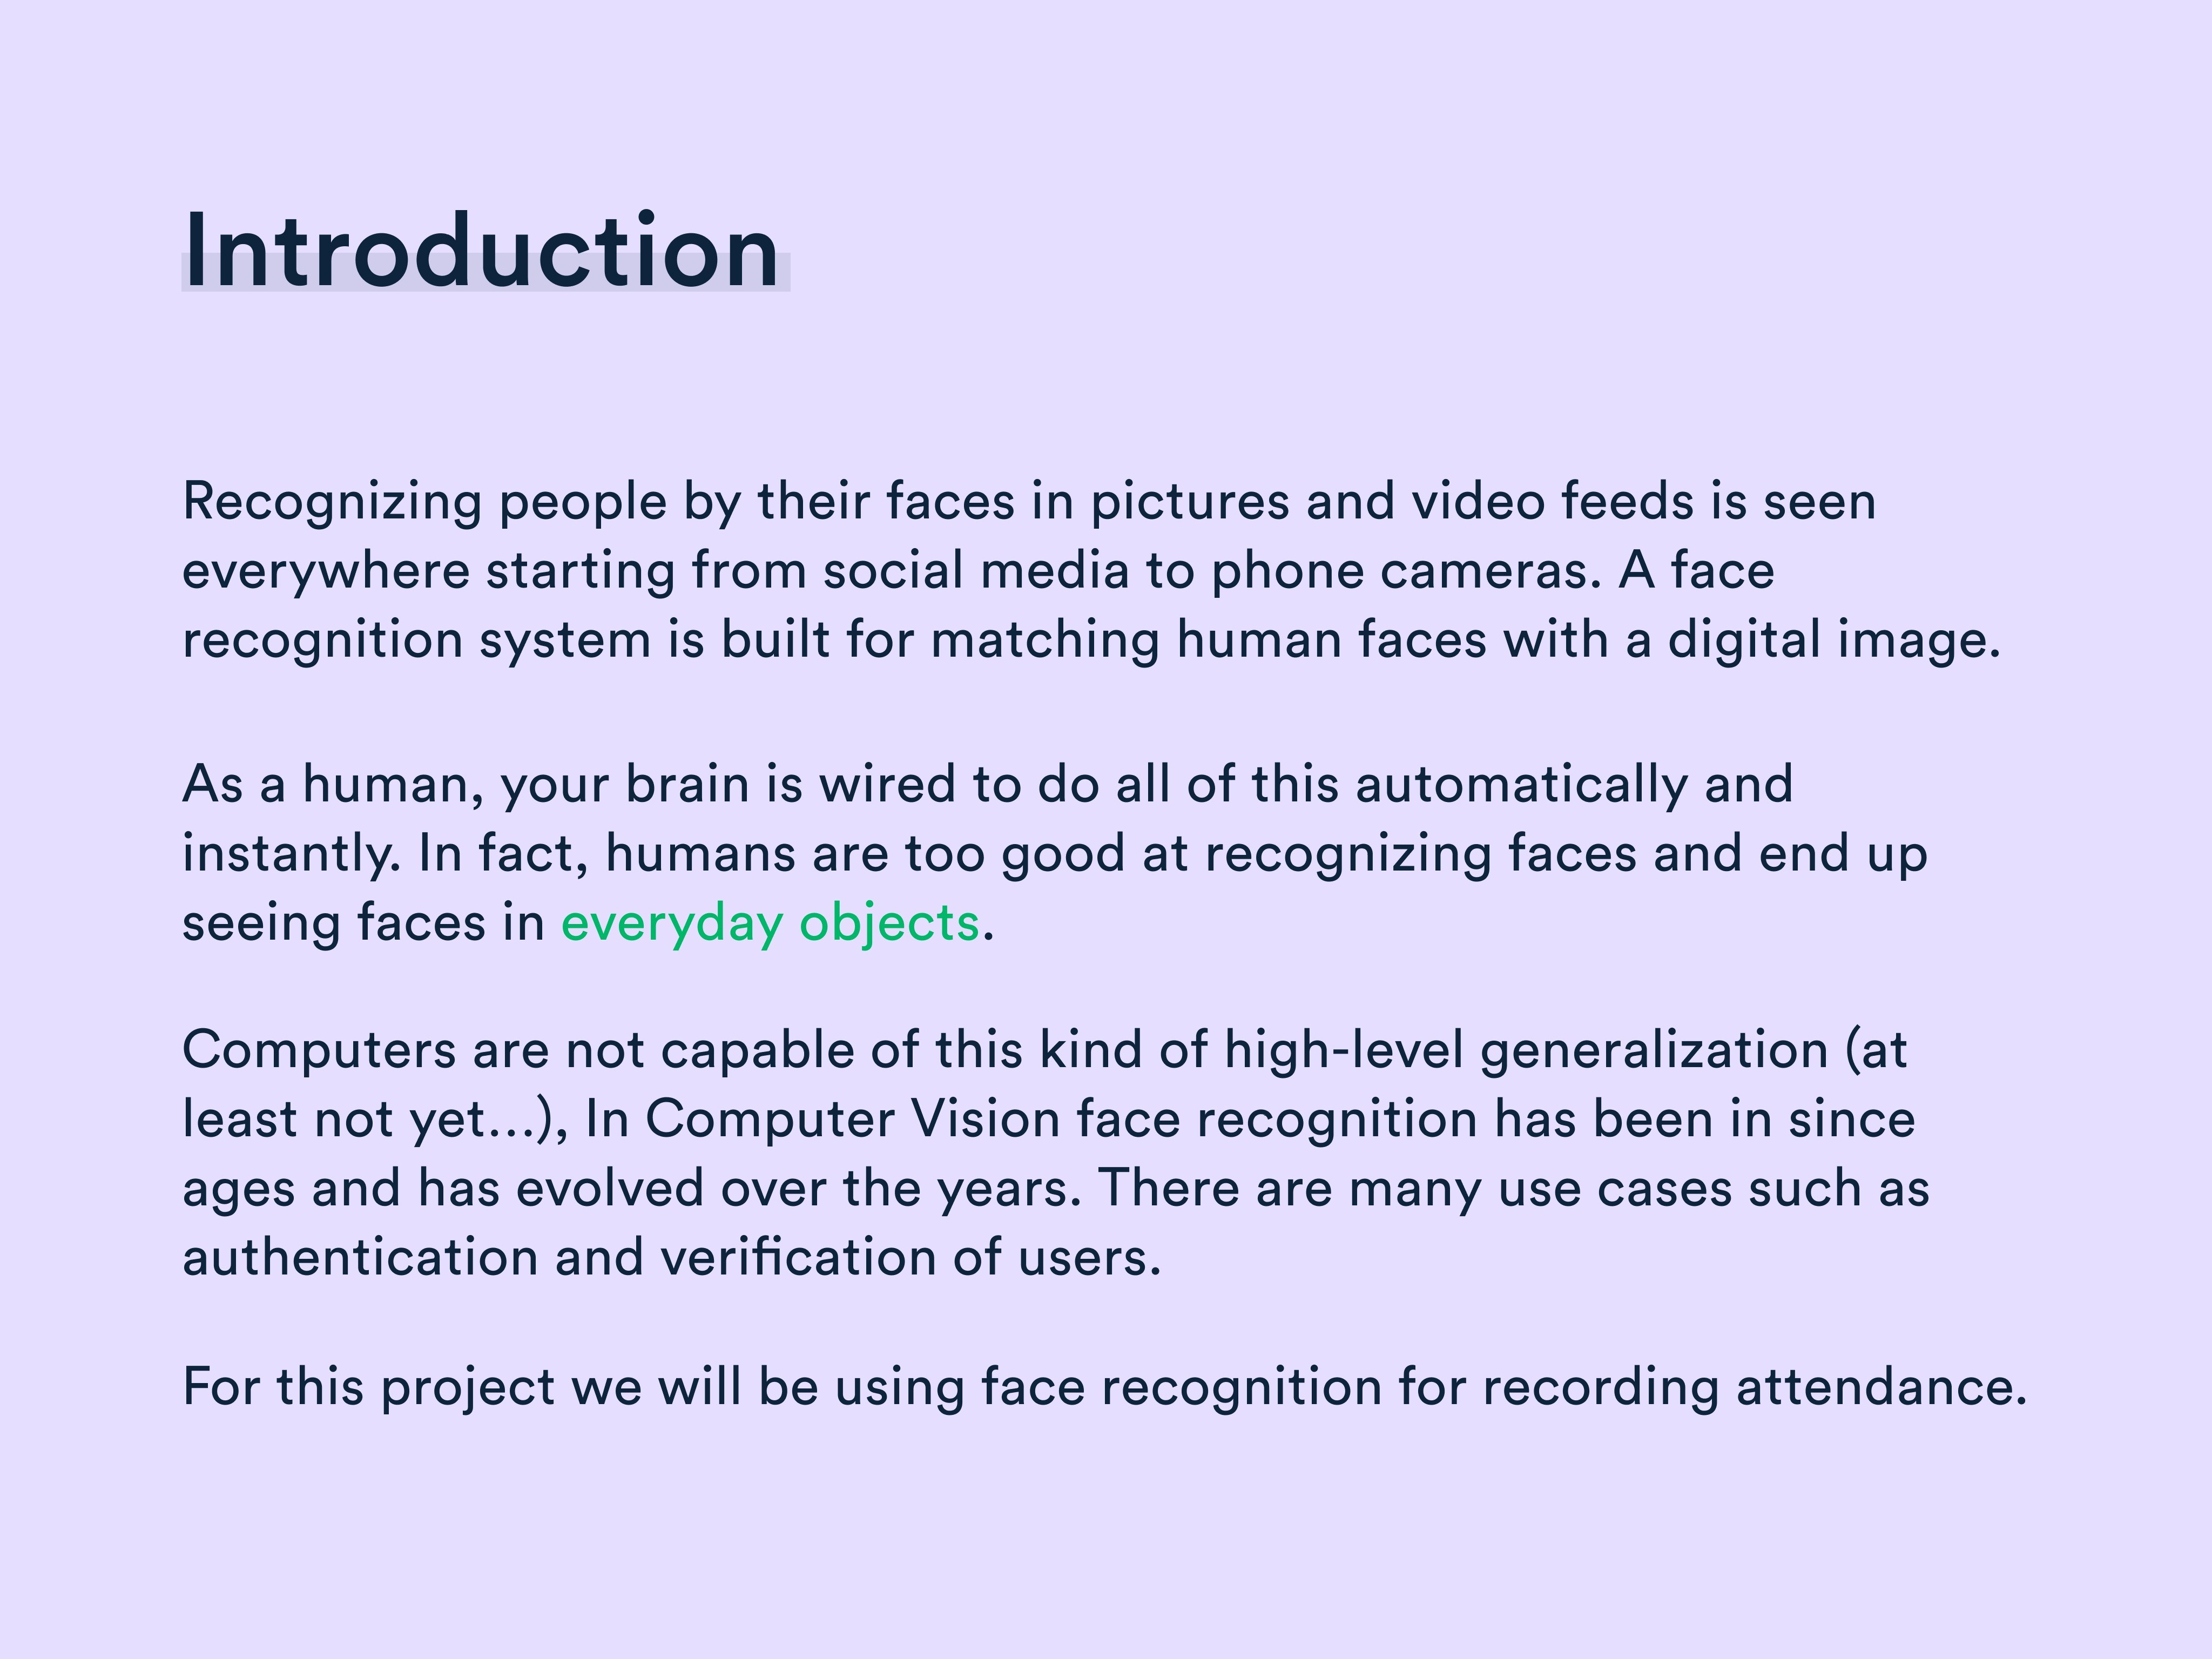 Introduction
Recognizing people by their faces in pictures and video feeds is seen
everywhere starting from social media to phone cameras. A face
recognition system is built for matching human faces with a digital image.
As a human, your brain is wired to do all of this automatically and
instantly. In fact, humans are too good at recognizing faces and end up
seeing faces in everyday objects.
Computers are not capable of this kind of high-level generalization (at
least not yet...), In Computer Vision face recognition has been in since
ages and has evolved over the years. There are many use cases such as
authentication and verification of users.
For this project we will be using face recognition for recording attendance.